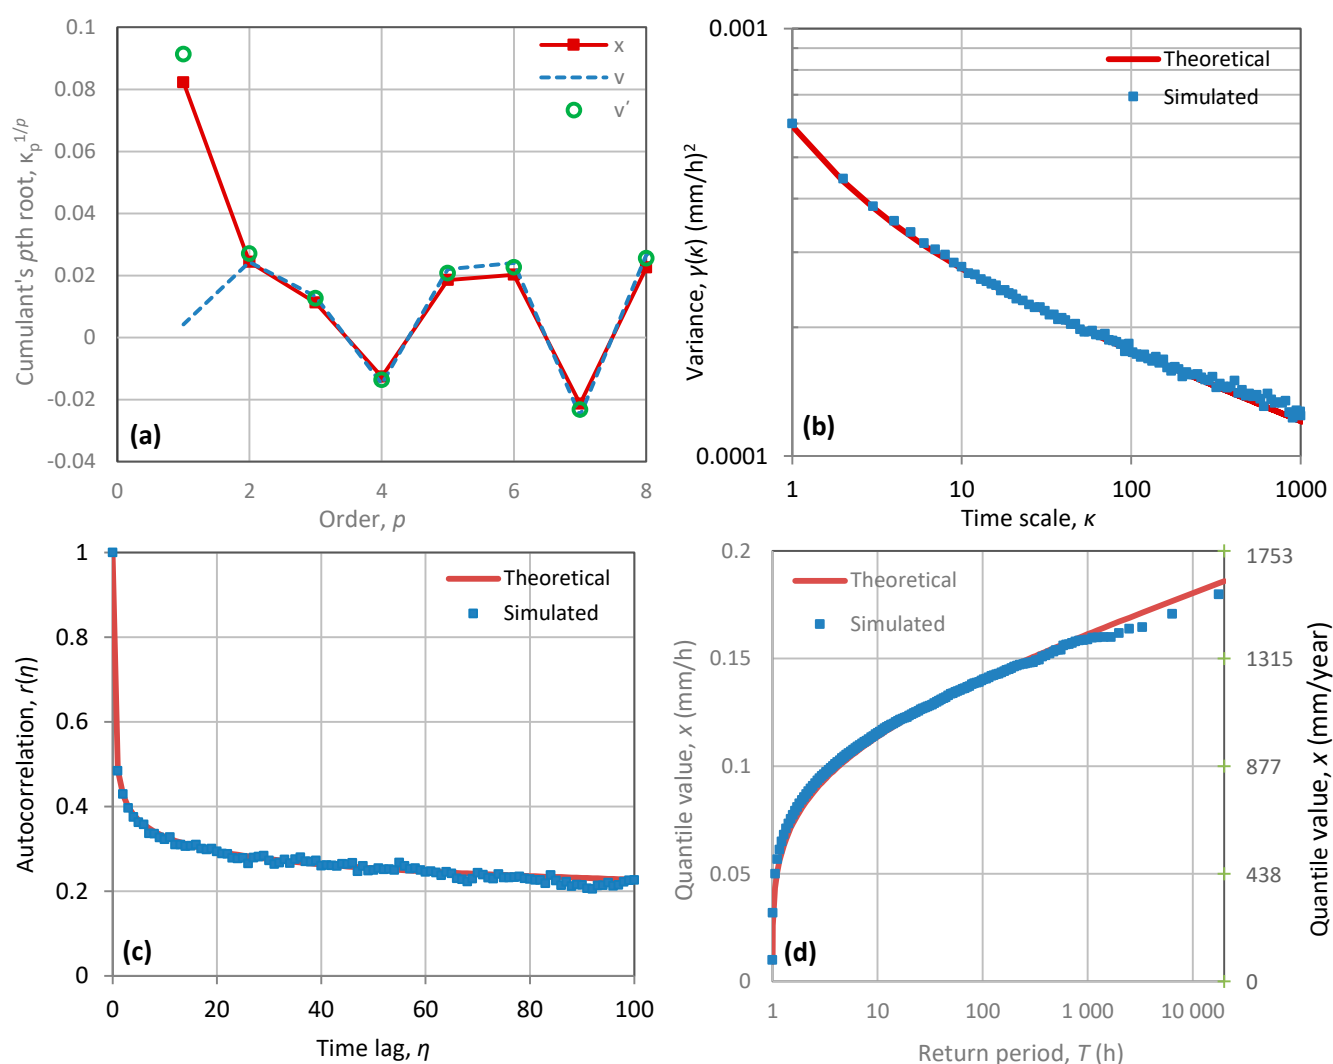 0.1
0.08
0.06
0.04
0.02
0
-0.02
-0.04
0
2
4
6
8
Cumulant's pth root, κp^1/p
Order, p
x
v
v′
(a)
0.001
0.0001
1
10
100
1000
Variance, γ(κ) (mm/h)²
Time scale, κ
Theoretical
Simulated
(b)
1
0.8
0.6
0.4
0.2
0
0
20
40
60
80
100
Autocorrelation, r(η)
Time lag, η
Theoretical
Simulated
(c)
0.2
0.15
0.1
0.05
0
1
10
100
1 000
10 000
1753
1315
877
438
0
Quantile value, x (mm/h)
Quantile value, x (mm/year)
Return period, T (h)
Theoretical
Simulated
(d)